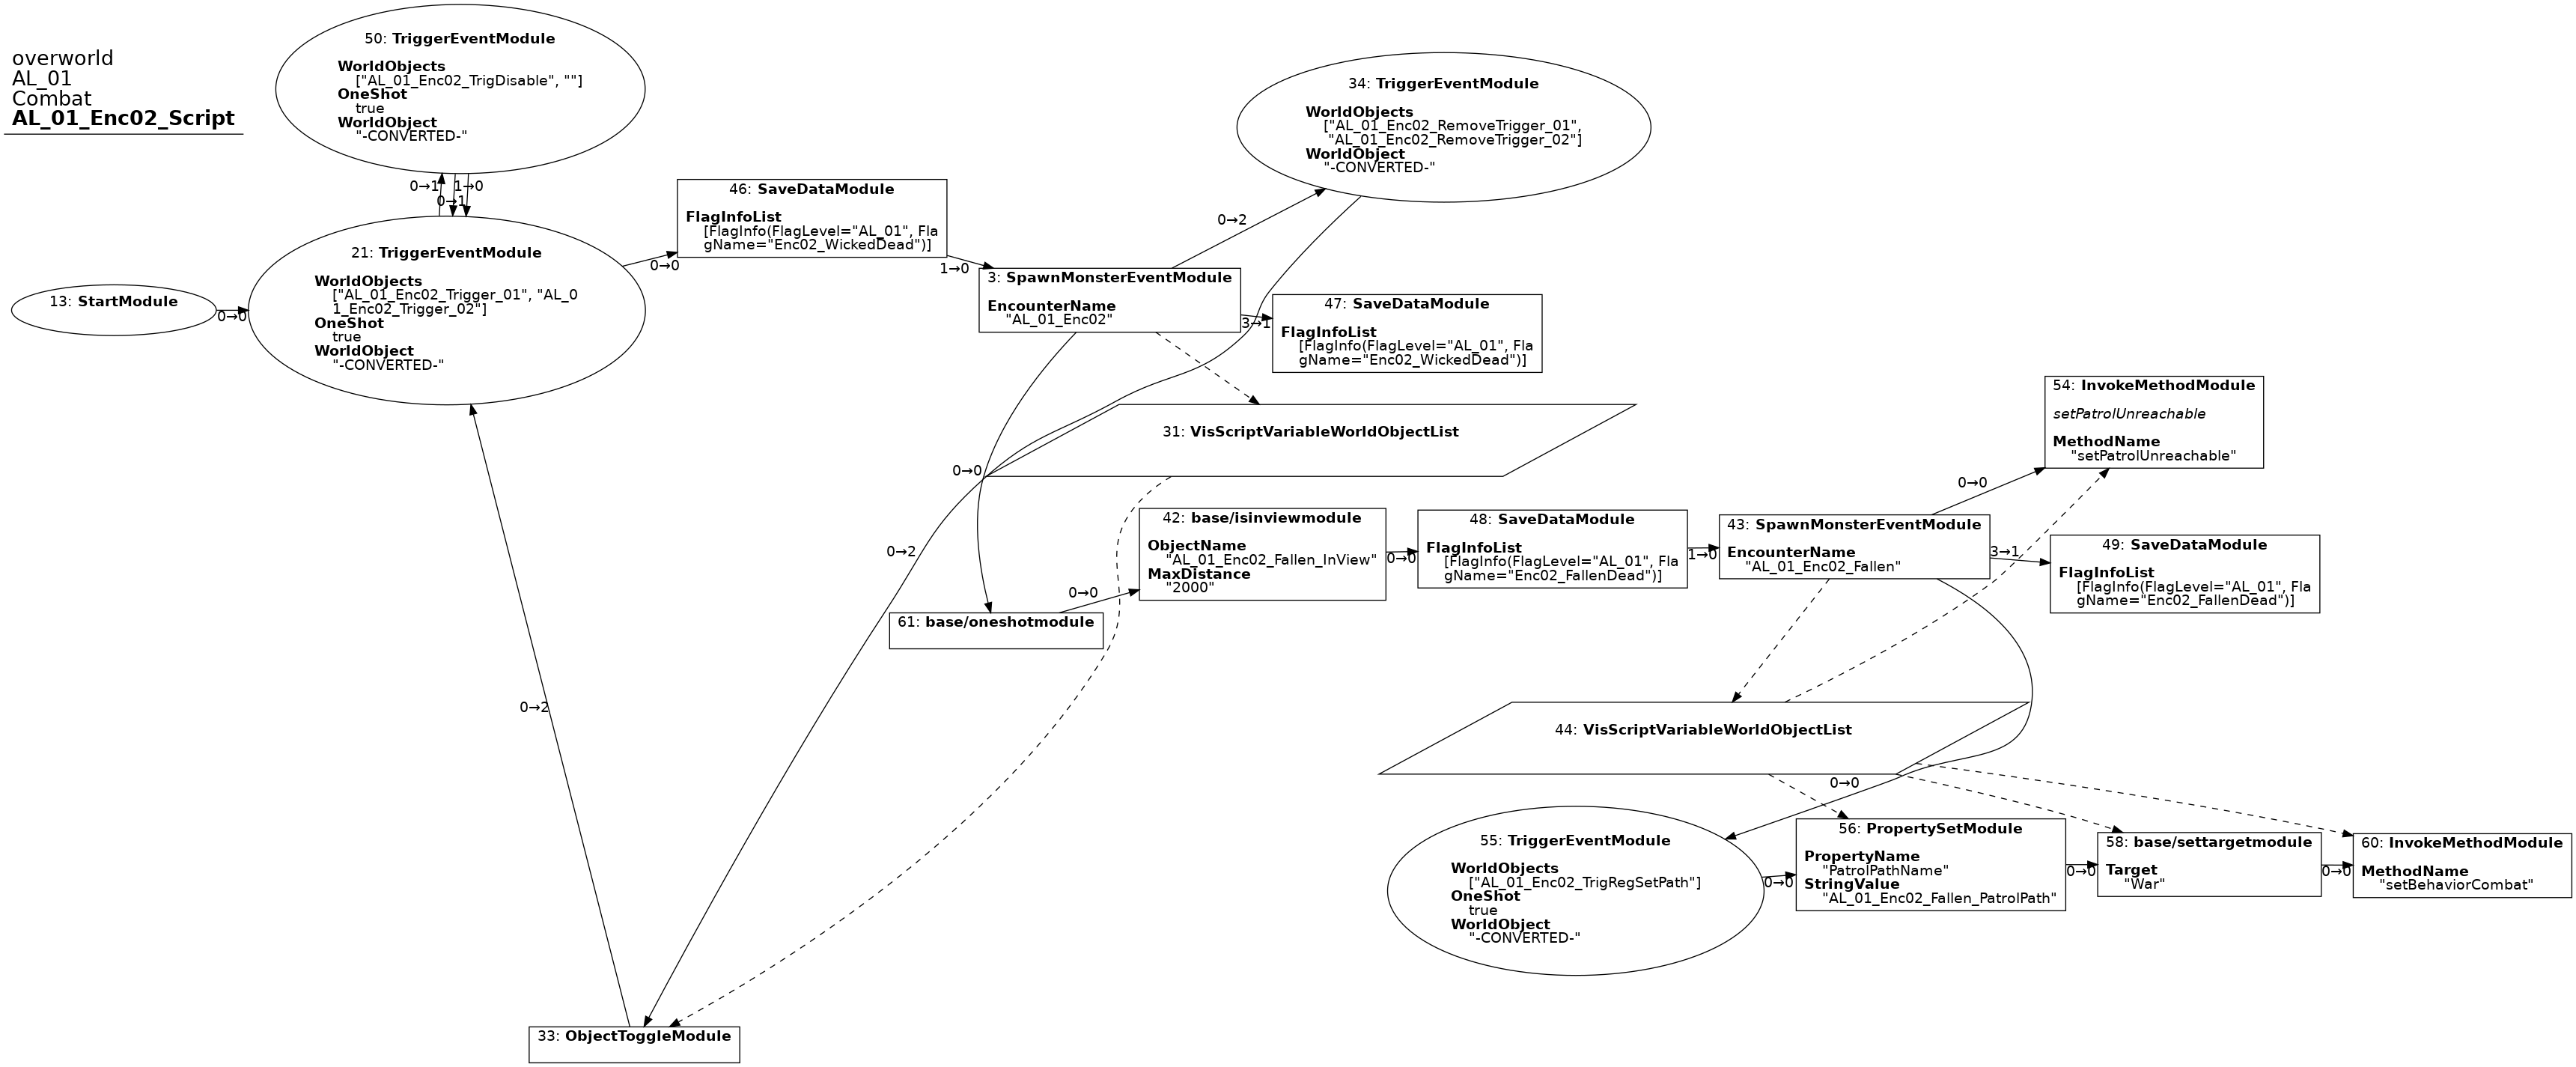 overworld
AL_01
Combat
AL_01_Enc02_Script
50: TriggerEventModule
WorldObjects
["AL_01_Enc02_TrigDisable", ""]
OneShot
true
WorldObject
"-CONVERTED-"
0→1
1→0
0→1
13: StartModule
0→0
21: TriggerEventModule
WorldObjects
["AL_01_Enc02_Trigger_01", "AL_0
1_Enc02_Trigger_02"]
OneShot
true
WorldObject
"-CONVERTED-"
0→0
46: SaveDataModule
FlagInfoList
[FlagInfo(FlagLevel="AL_01", Fla
gName="Enc02_WickedDead")]
1→0
3: SpawnMonsterEventModule
EncounterName
"AL_01_Enc02"
0→2
34: TriggerEventModule
WorldObjects
["AL_01_Enc02_RemoveTrigger_01",
"AL_01_Enc02_RemoveTrigger_02"]
WorldObject
"-CONVERTED-"
3→1
47: SaveDataModule
FlagInfoList
[FlagInfo(FlagLevel="AL_01", Fla
gName="Enc02_WickedDead")]
31: VisScriptVariableWorldObjectList
0→0
0→2
61: base/oneshotmodule
0→0
42: base/isinviewmodule
ObjectName
"AL_01_Enc02_Fallen_InView"
MaxDistance
"2000"
0→0
48: SaveDataModule
FlagInfoList
[FlagInfo(FlagLevel="AL_01", Fla
gName="Enc02_FallenDead")]
1→0
43: SpawnMonsterEventModule
EncounterName
"AL_01_Enc02_Fallen"
0→0
54: InvokeMethodModule
setPatrolUnreachable
MethodName
"setPatrolUnreachable"
3→1
49: SaveDataModule
FlagInfoList
[FlagInfo(FlagLevel="AL_01", Fla
gName="Enc02_FallenDead")]
0→2
44: VisScriptVariableWorldObjectList
0→0
55: TriggerEventModule
WorldObjects
["AL_01_Enc02_TrigRegSetPath"]
OneShot
true
WorldObject
"-CONVERTED-"
0→0
56: PropertySetModule
PropertyName
"PatrolPathName"
StringValue
"AL_01_Enc02_Fallen_PatrolPath"
0→0
58: base/settargetmodule
Target
"War"
0→0
60: InvokeMethodModule
MethodName
"setBehaviorCombat"
33: ObjectToggleModule